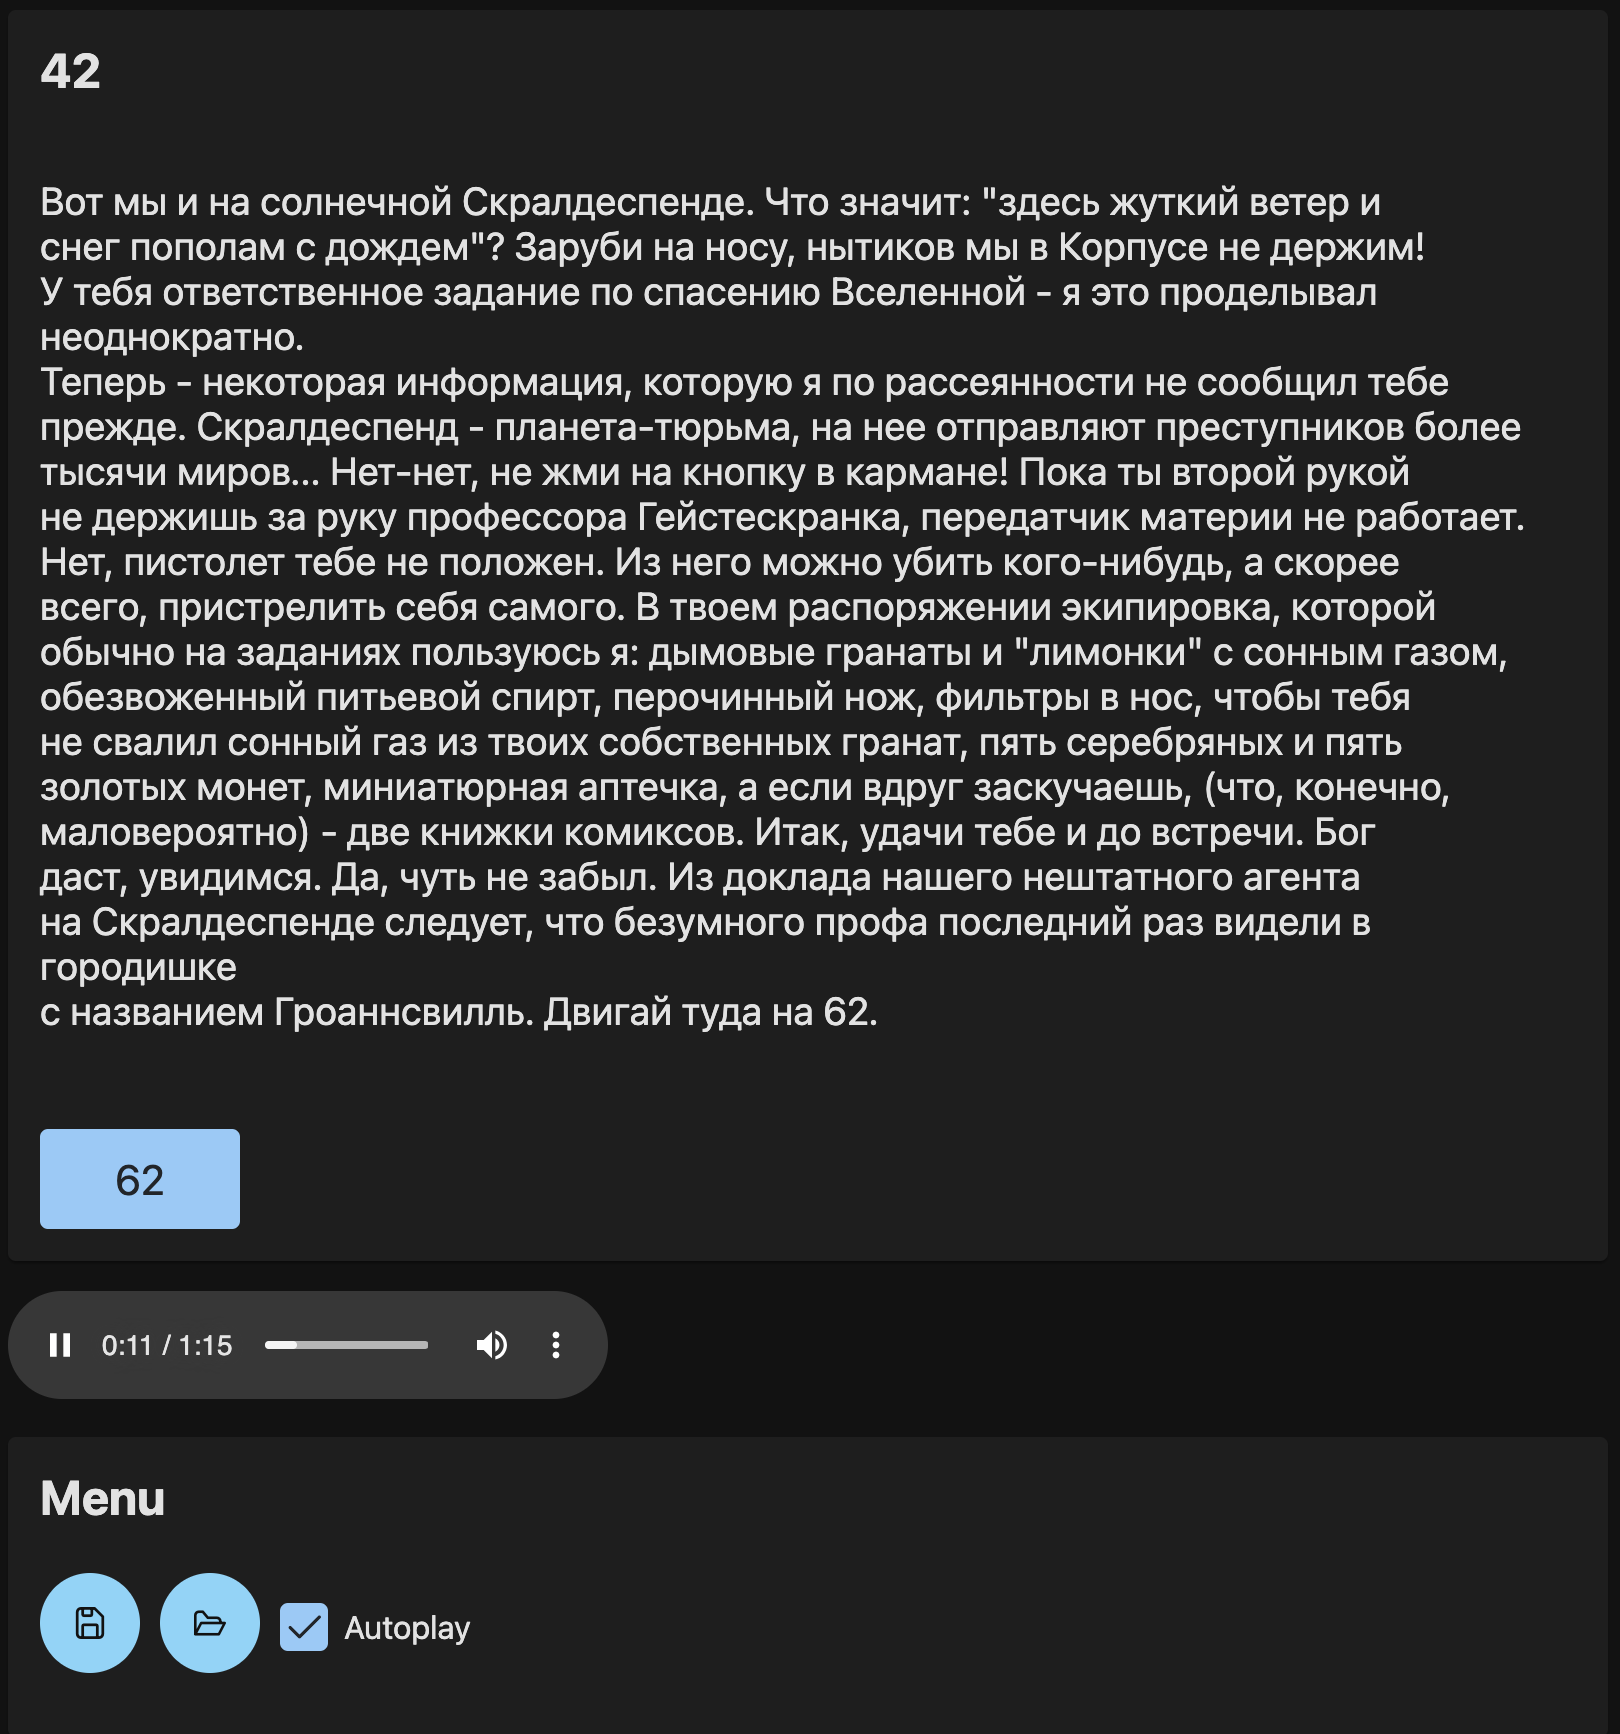 42
Вот мы и на солнечной Скралдеспенде. Что значит: "здесь жуткий ветер и
снег пополам с дождем"? Заруби на носу, нытиков мы в Корпусе не держим!
У тебя ответственное задание по спасению Вселенной - я это проделывал
неоднократно.
Теперь - некоторая информация, которую я по рассеянности не сообщил тебе
прежде. Скралдеспенд - планета-тюрьма, на нее отправляют преступников более
тысячи миров... Нет-нет, не жми на кнопку в кармане! Пока ты второй рукой
не держишь за руку профессора Гейстескранка, передатчик материи не работает.
Нет, пистолет тебе не положен. Из него можно убить кого-нибудь, а скорее
всего, пристрелить себя самого. В твоем распоряжении экипировка, которой
обычно на заданиях пользуюсь я: дымовые гранаты и "лимонки" с сонным газом,
обезвоженный питьевой спирт, перочинный нож, фильтры в нос, чтобы тебя
не свалил сонный газ из твоих собственных гранат, пять серебряных и пять
золотых монет, миниатюрная аптечка, а если вдруг заскучаешь, (что, конечно,
маловероятно) - две книжки комиксов. Итак, удачи тебе и до встречи. Бог
даст, увидимся. Да, чуть не забыл. Из доклада нашего нештатного агента
на Скралдеспенде следует, что безумного профа последний раз видели в
городишке
с названием Гроаннсвилль. Двигай туда на 62.
62
0:11 / 1:15
Menu
Autoplay